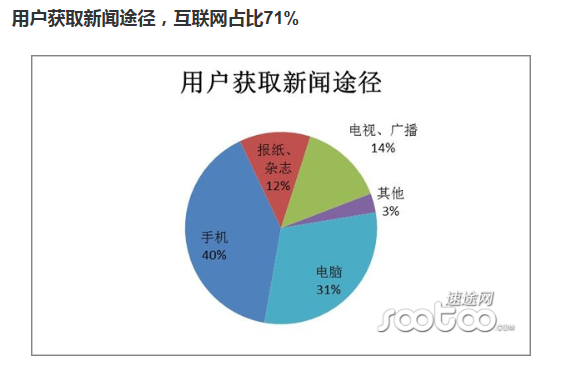 用户获取新闻途径，互联网占比71%
用户获取新闻途径
电视、广播
14%
报纸、
杂志
12%
其他
3%
手机
40%
电脑
31%
速途网
sootoo.COM